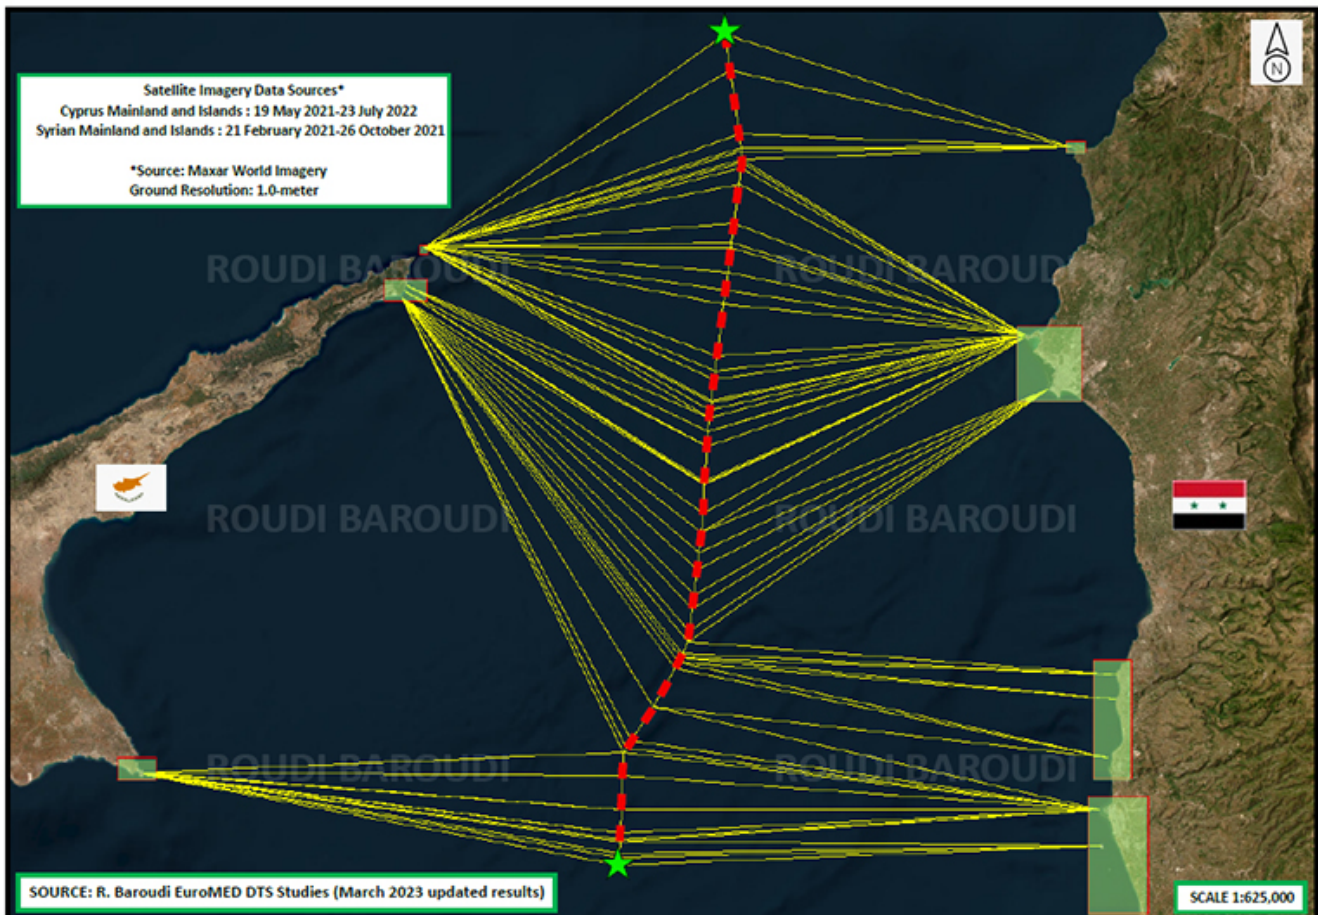 Satellite Imagery Data Sources*
Cyprus Mainland and Islands : 19 May 2021-23 July 2022
Syrian Mainland and Islands : 21 February 2021-26 October 2021
*Source: Maxar World Imagery
Ground Resolution: 1.0-meter
N
ROUDI BAROUDI
ROUDI BAROUDI
ROUDI BAROUDI
ROUDI BAROUDI
ROUDI BAROUDI
ROUDI BAROUDI
SOURCE: R. Baroudi EuroMED DTS Studies (March 2023 updated results)
SCALE 1:625,000